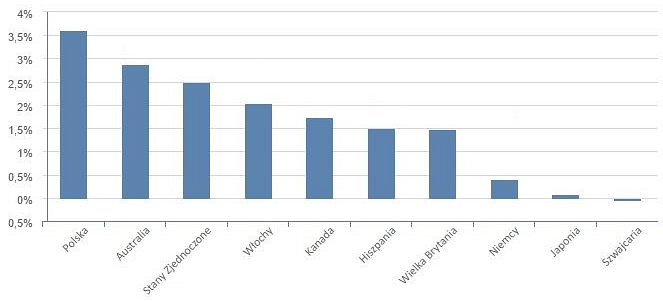 4%
3,5%
3%
2,5%
2%
1,5%
1%
0,5%
0%
0,5%
Polska
Australia
Stany Zjednoczone
Włochy
Kanada
Hiszpania
Wielka Brytania
Niemcy
Japonia
Szwajcaria